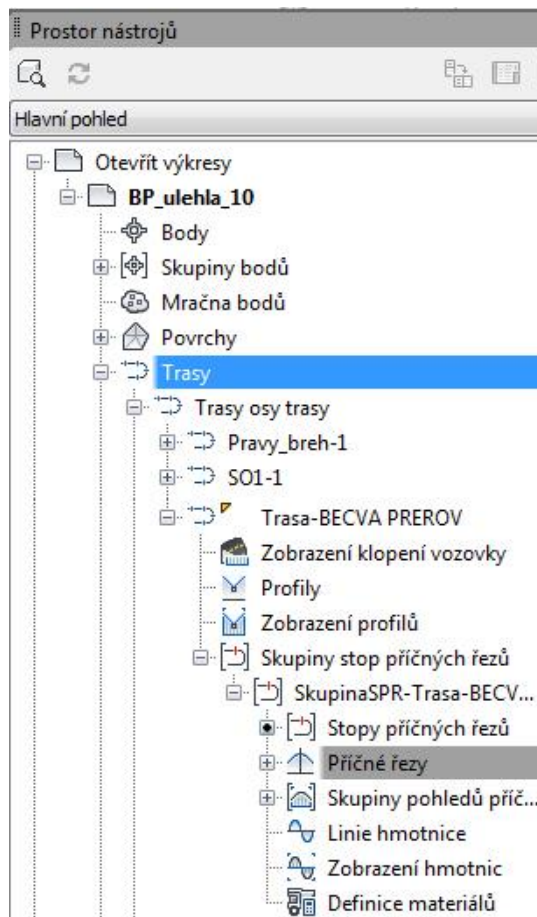 Prostor nástrojů
Hlavní pohled
Otevřít výkresy
BP_ulehla_10
Body
Skupiny bodů
Mračna bodů
Povrchy
Trasy
Trasy osy trasy
Pravy_breh-1
SO1-1
Trasa-BECVA PREROV
Zobrazení klopení vozovky
Profily
Zobrazení profilů
Skupiny stop příčných řezů
SkupinaSPR-Trasa-BECV...
Stopy příčných řezů
Příčné řezy
Skupiny pohledů příč...
Linie hmotnice
Zobrazení hmotnic
Definice materiálů